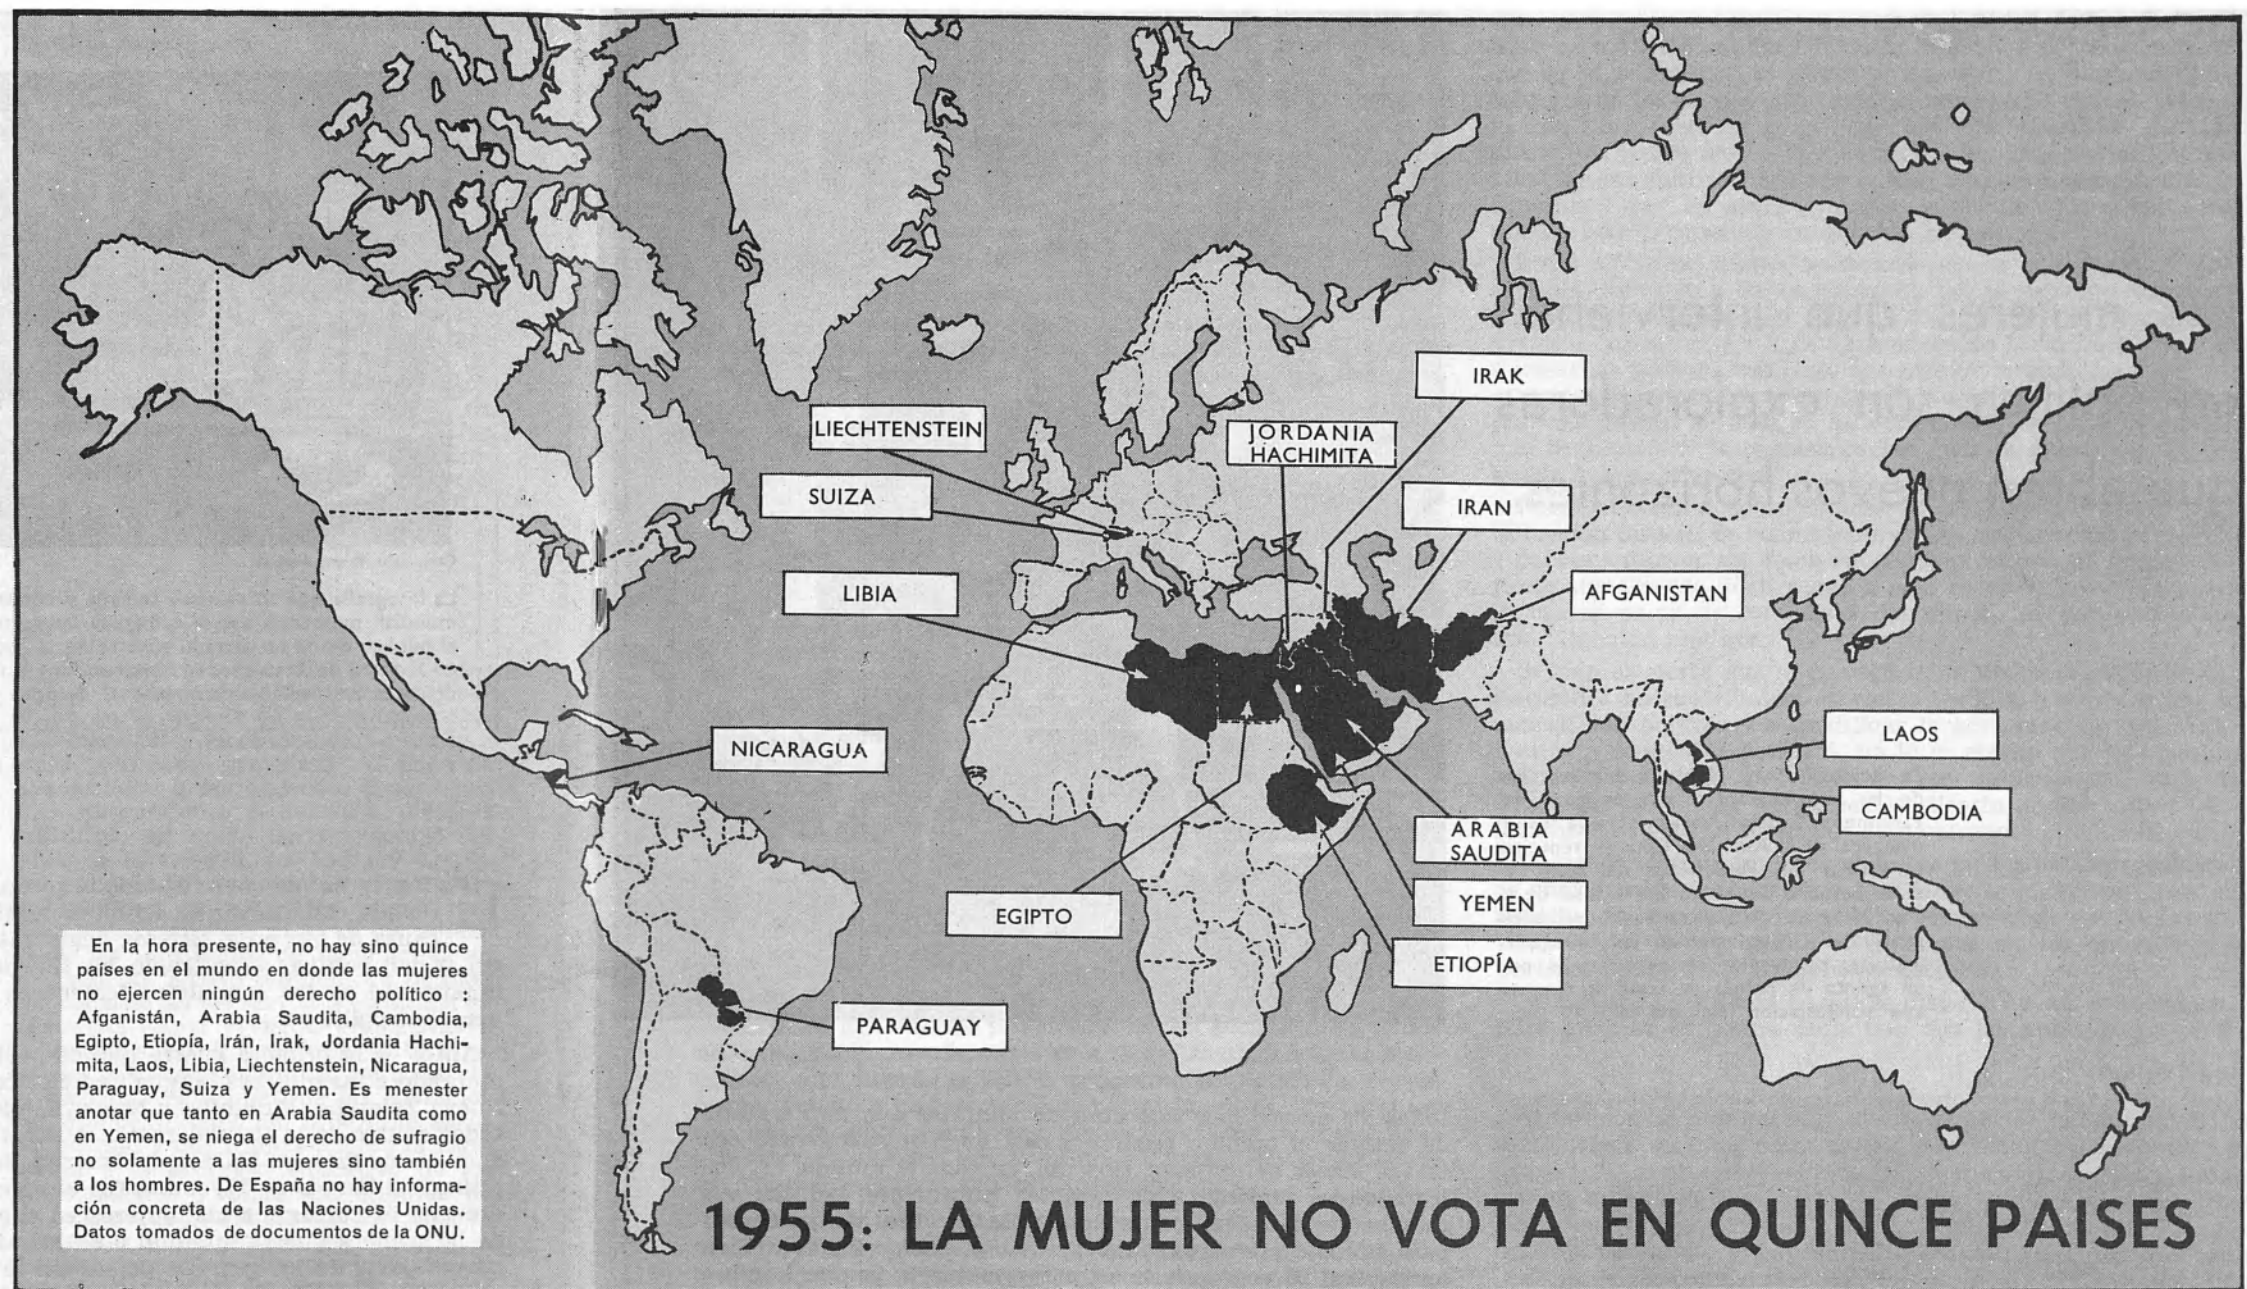 IRAK
LIECHTENSTEIN
JORDANIA
HACHIMITA
SUIZA
IRAN
LIBIA
AFGANISTAN
NICARAGUA
LAOS
CAMBODIA
ARABIA
SAUDITA
EGIPTO
YEMEN
ETIOPÍA
PARAGUAY
En la hora presente, no hay sino quince
países en el mundo en donde las mujeres
no ejercen ningún derecho político :
Afganistán, Arabia Saudita, Cambodia,
Egipto, Etiopía, Irán, Irak, Jordania Hachi-
mita, Laos, Libia, Liechtenstein, Nicaragua,
Paraguay, Suiza y Yemen. Es menester
anotar que tanto en Arabia Saudita como
en Yemen, se niega el derecho de sufragio
no solamente a las mujeres sino también
a los hombres. De España no hay informa-
ción concreta de las Naciones Unidas.
Datos tomados de documentos de la ONU.
1955: LA MUJER NO VOTA EN QUINCE PAISES